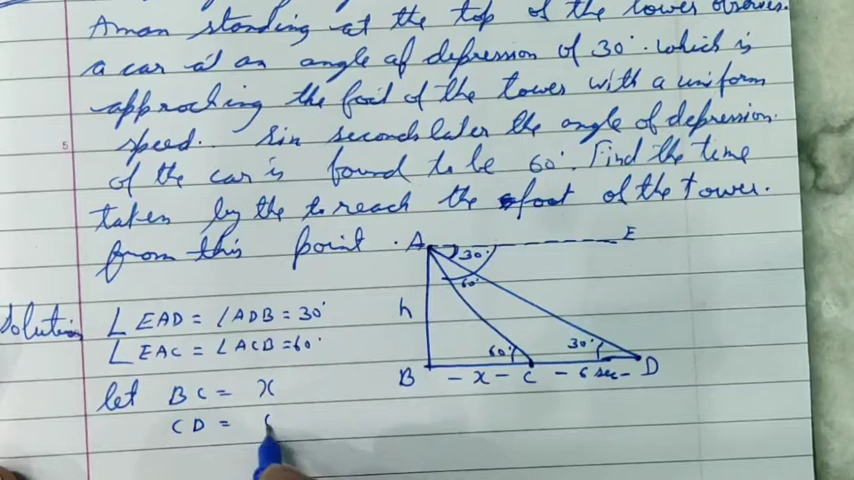 A man standing at the top of the tower observes
a car at an angle of depression of 30°. which is
approching the foot of the tower with a uniform
speed. Sin seconds later the angle of depression
5
of the car is found to be 60°. Find the time
taken by the to reach the foot of the tower.
from this point.
A E
30°
60°
Solution ∠EAD = ∠ADB = 30°
h
∠EAC = ∠ACB = 60°
60° 30°
B - x - C - 6 sec - D
let BC = x
CD =